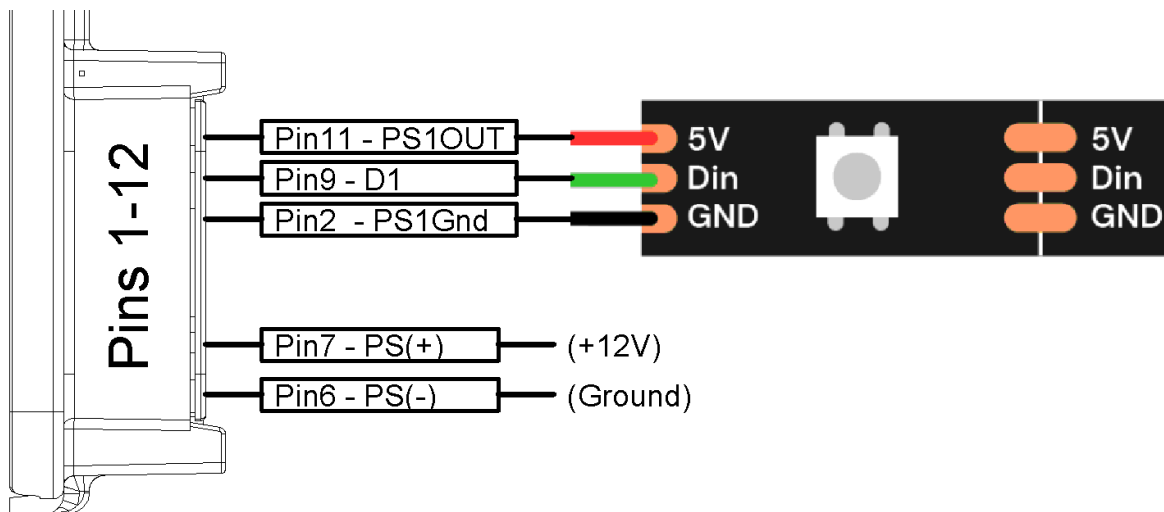 Pins 1-12
Pin11 - PS1OUT
Pin9 - D1
Pin2 - PS1Gnd
5V
Din
GND
5V
Din
GND
Pin7 - PS(+)
(+12V)
Pin6 - PS(-)
(Ground)